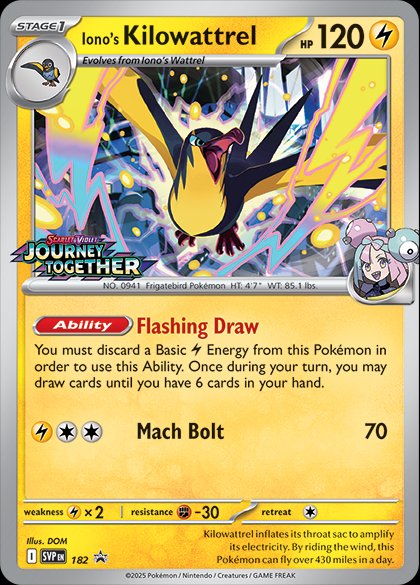 STAGE 1
Iono's Kilowattrel
HP 120
Evolves from Iono's Wattrel
SCARLET & VIOLET
JOURNEY TOGETHER
NO. 0941 Frigatebird Pokémon HT: 4'7" WT: 85.1 lbs.
Ability Flashing Draw
You must discard a Basic Energy from this Pokémon in
order to use this Ability. Once during your turn, you may
draw cards until you have 6 cards in your hand.
Mach Bolt 70
weakness ×2 resistance -30 retreat
Illus. DOM
I SVP EN 182
Kilowattrel inflates its throat sac to amplify
its electricity. By riding the wind, this
Pokémon can fly over 430 miles in a day.
©2025 Pokémon / Nintendo / Creatures / GAME FREAK